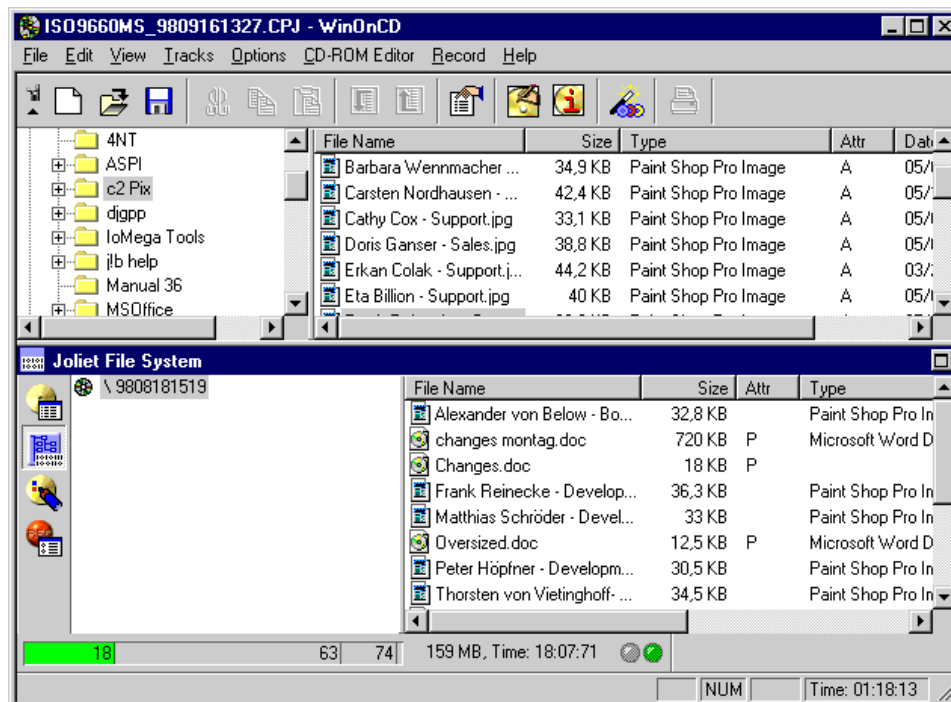 ISO9660MS_9809161327.CPJ - WinOnCD
File Edit View Tracks Options CD-ROM Editor Record Help
4NT
ASPI
c2 Pix
djgpp
IoMega Tools
jlb help
Manual 36
MSOffice
File Name Size Type Attr
Barbara Wennmacher ... 34,9 KB Paint Shop Pro Image A 05/
Carsten Nordhausen - ... 42,4 KB Paint Shop Pro Image A 05/
Cathy Cox - Support.jpg 33,1 KB Paint Shop Pro Image A 05/
Doris Ganser - Sales.jpg 38,8 KB Paint Shop Pro Image A 05/
Erkan Colak - Support.j... 44,2 KB Paint Shop Pro Image A 03/
Eta Billion - Support.jpg 40 KB Paint Shop Pro Image A 05/
Joliet File System
\ 9808181519
File Name Size Attr Type
Alexander von Below - Bo... 32,8 KB Paint Shop Pro
changes montag.doc 720 KB P Microsoft Word D
Changes.doc 18 KB P
Frank Reinecke - Develop... 36,3 KB Paint Shop Pro
Matthias Schröder - Devel... 33 KB Paint Shop Pro
Oversized.doc 12,5 KB P Microsoft Word D
Peter Höpfner - Developm... 30,5 KB Paint Shop Pro
Thorsten von Vietinghoff- ... 34,5 KB Paint Shop Pro
18 63 74 159 MB, Time: 18:07:71
NUM Time: 01:18:13